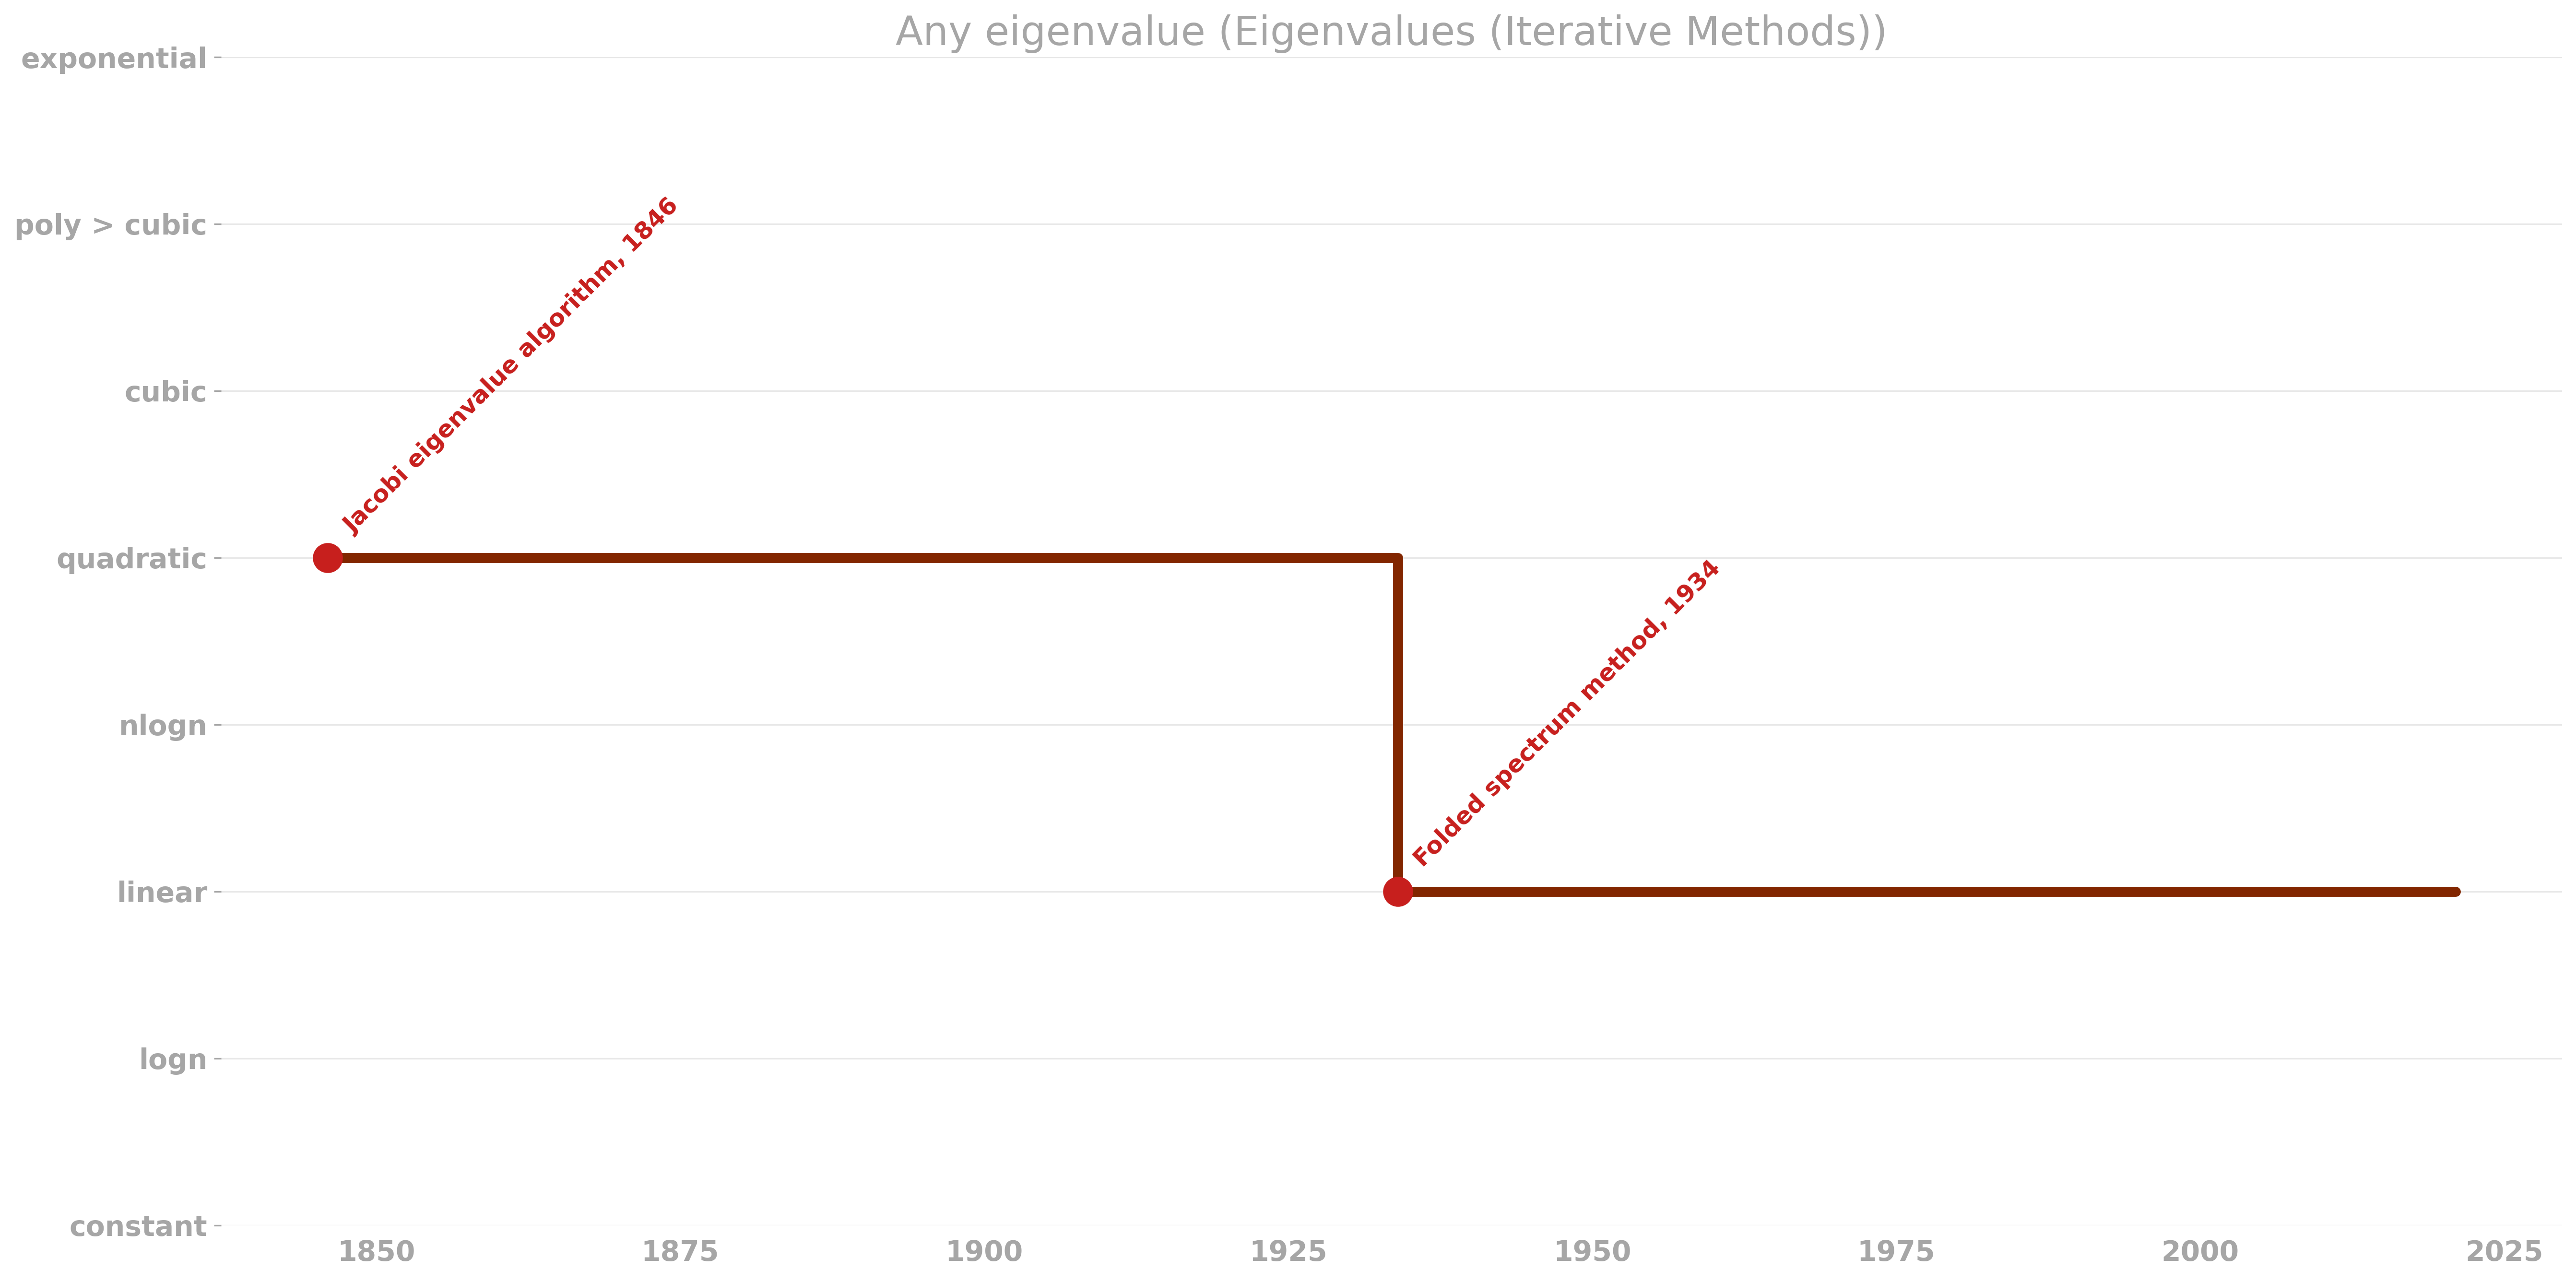 Any eigenvalue (Eigenvalues (Iterative Methods))
exponential
poly > cubic
cubic
quadratic
nlogn
linear
logn
constant
Jacobi eigenvalue algorithm, 1846
Folded spectrum method, 1934
1850
1875
1900
1925
1950
1975
2000
2025